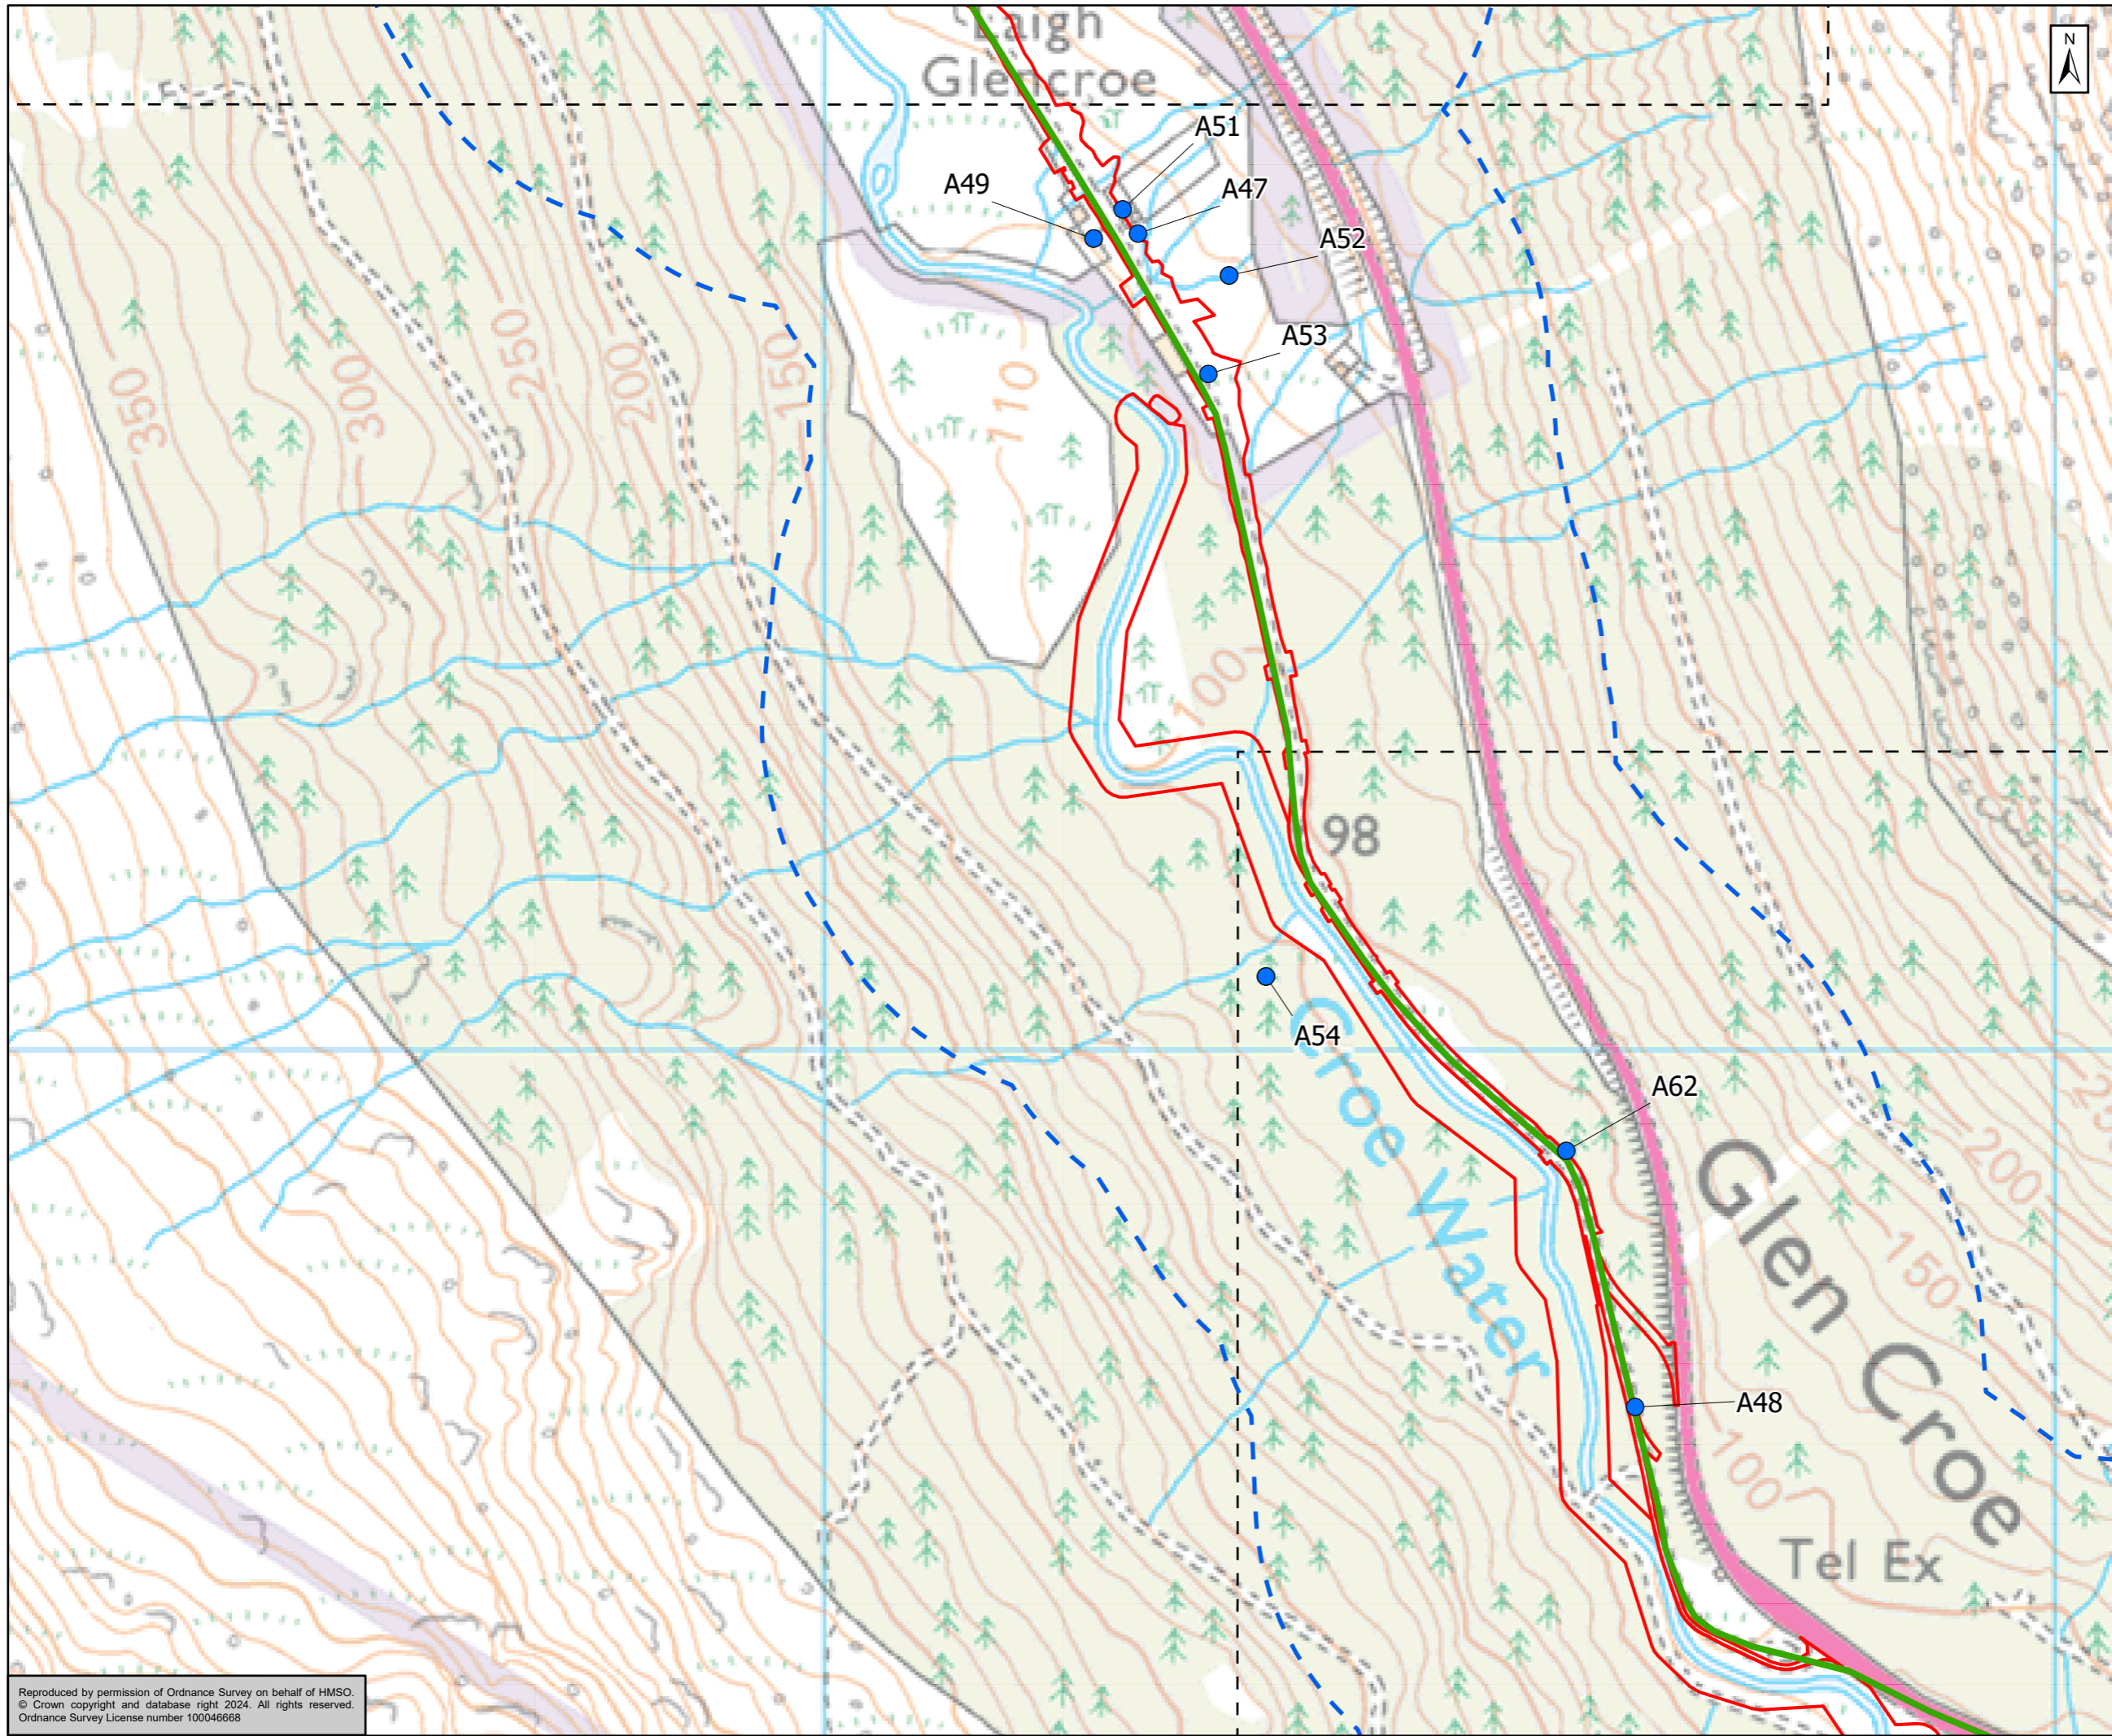 Laigh
Glencroe
N
A51
A49
A47
A52
A53
350
300
250
200
150
110
100
98
A54
Croe Water
A62
Glen Croe
200
150
A48
100
Tel Ex
Reproduced by permission of Ordnance Survey on behalf of HMSO.
© Crown copyright and database right 2024. All rights reserved.
Ordnance Survey License number 100046668